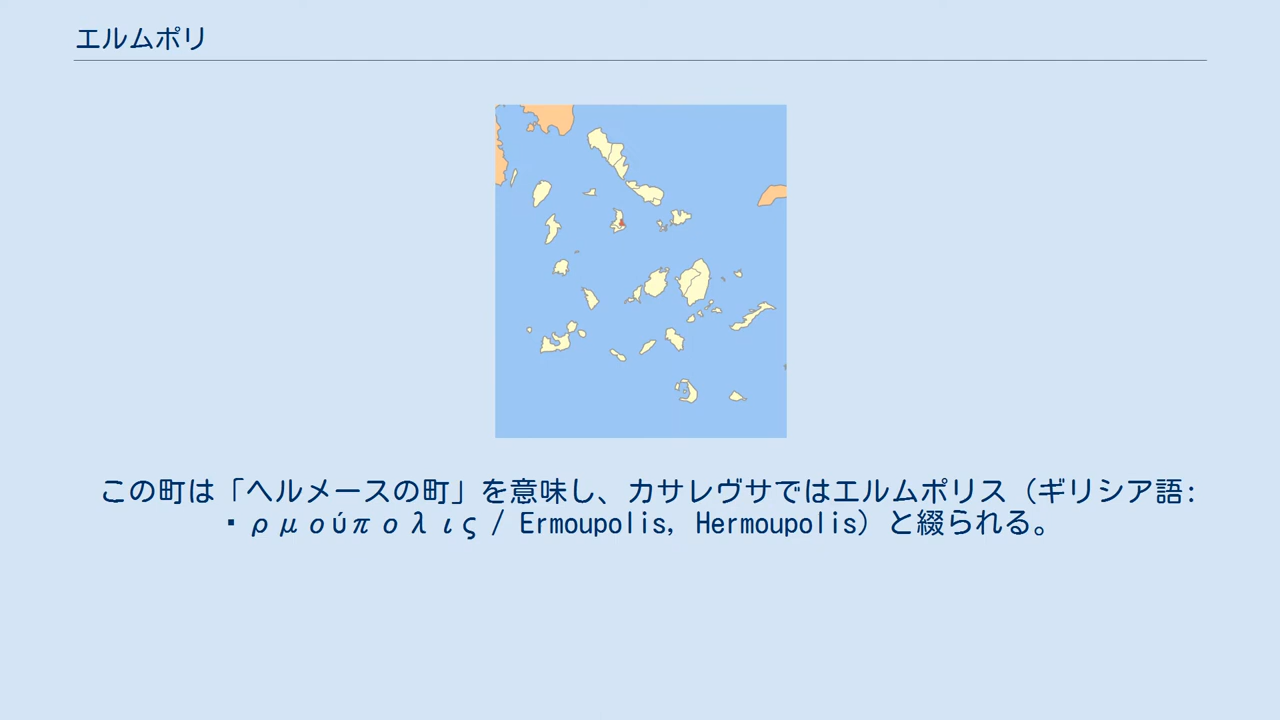 エルムポリ
この町は「ヘルメースの町」を意味し、カサレヴサではエルムポリス（ギリシア語:
▪ρμούπολις / Ermoupolis, Hermoupolis）と綴られる。